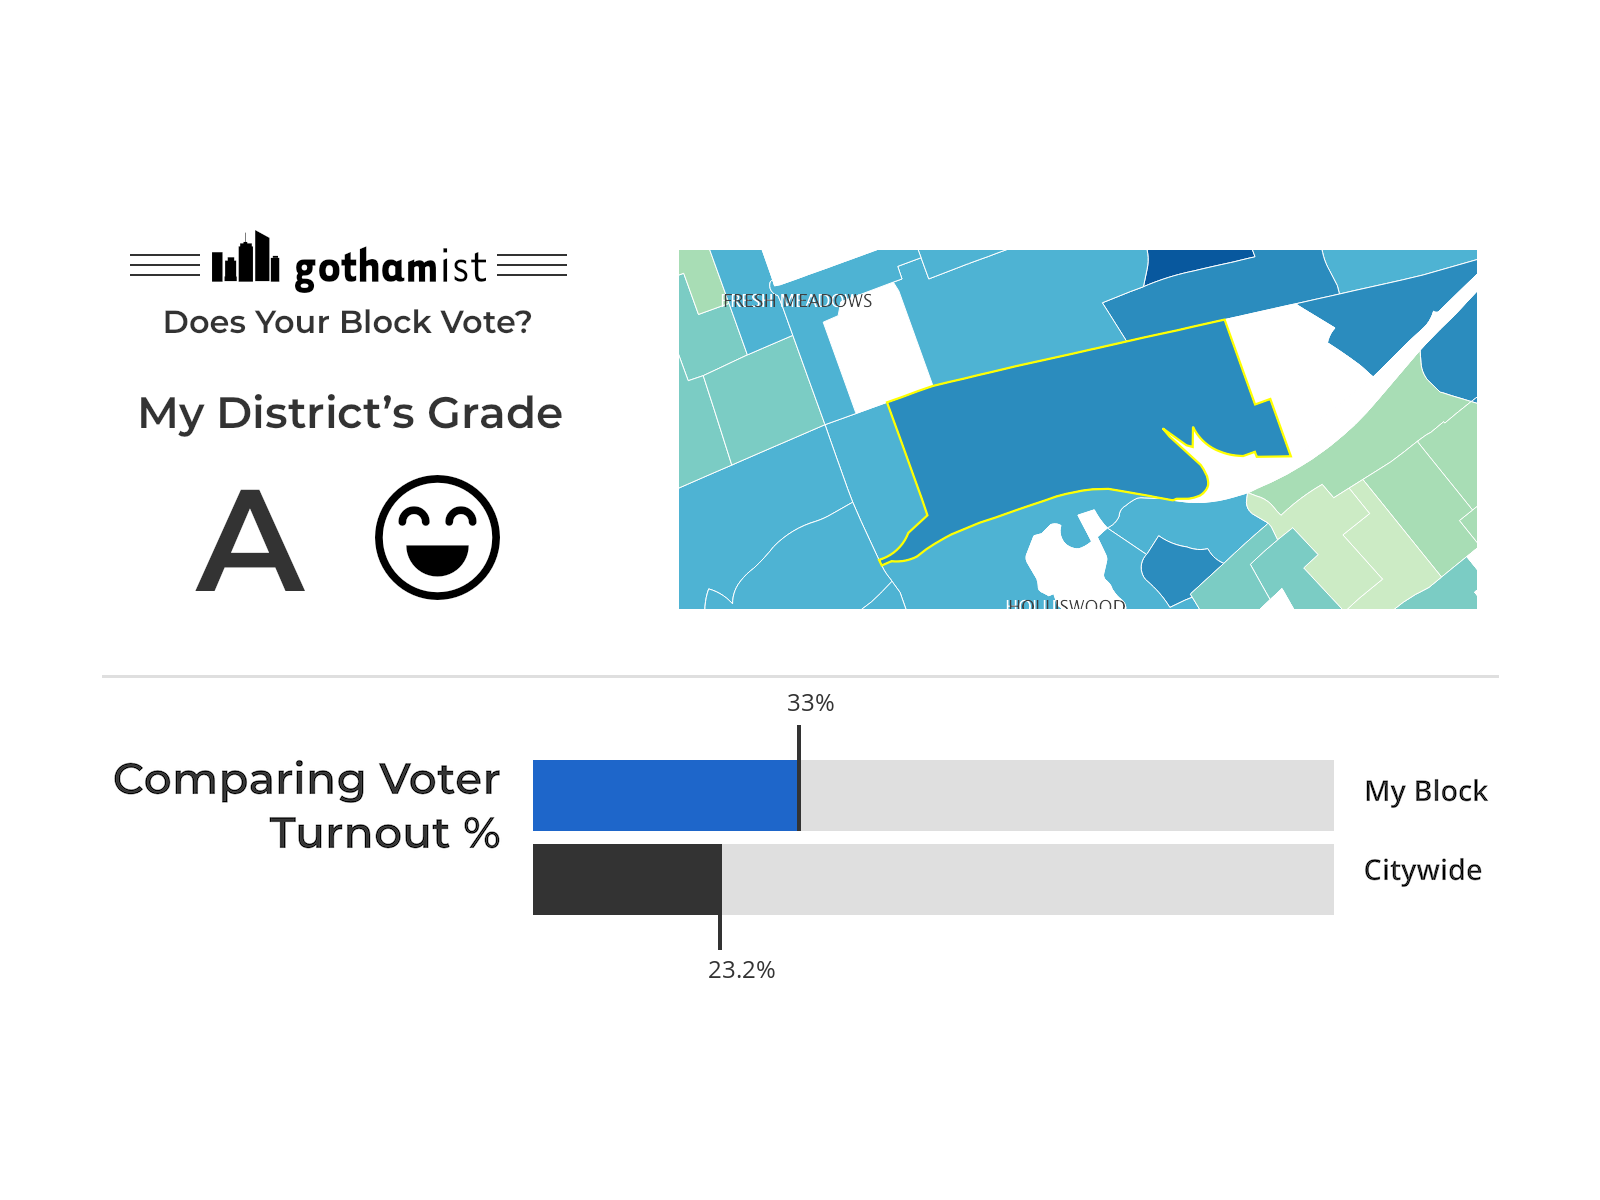 gothamist
Does Your Block Vote?
My District's Grade
A
FRESH MEADOWS
HOLLISWOOD
33%
Comparing Voter
Turnout %
My Block
Citywide
23.2%